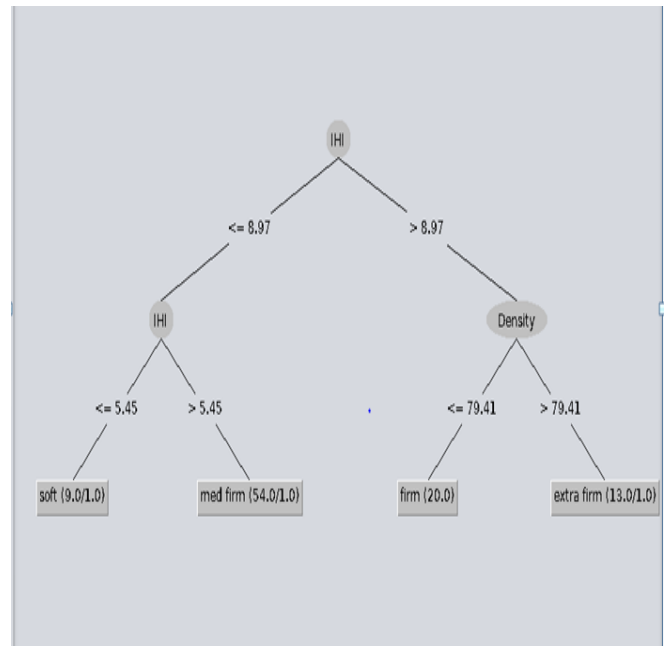 IHI
<= 8.97 > 8.97
IHI Density
<= 5.45 > 5.45 <= 79.41 > 79.41
soft (9.0/1.0) med firm (54.0/1.0) firm (20.0) extra firm (13.0/1.0)